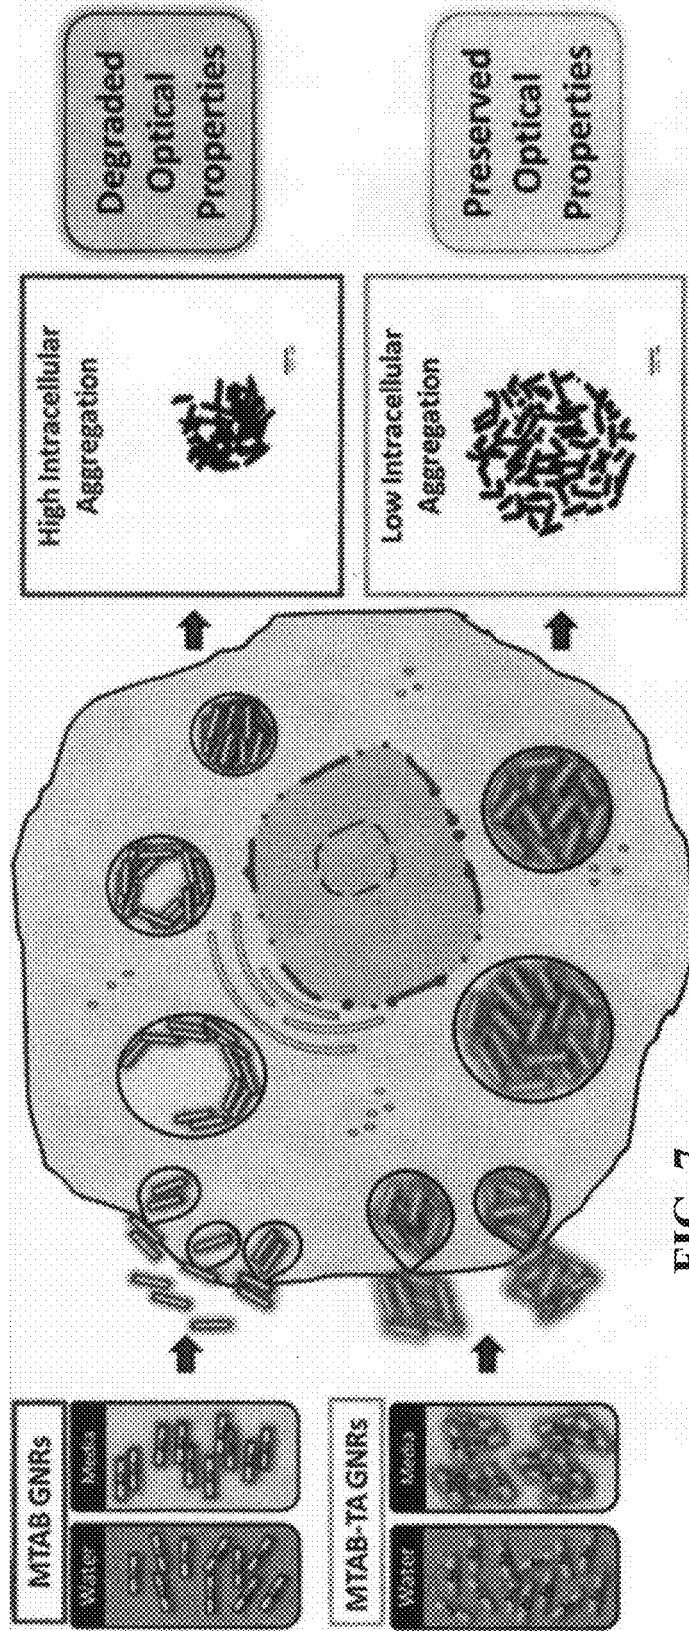 MTAB GNRs
Water
Media
MTAB-TA GNRs
Water
Media
High Intracellular
Aggregation
Low Intracellular
Aggregation
Degraded
Optical
Properties
Preserved
Optical
Properties
FIG. 7